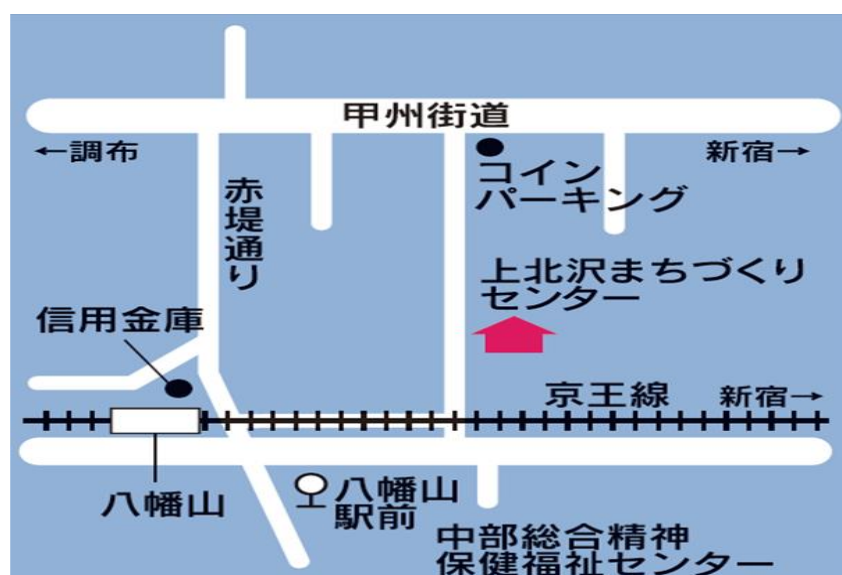 甲州街道
←調布
新宿→
コイン
パーキング
赤堤通り
上北沢まちづくり
センター
信用金庫
京王線
新宿→
八幡山
八幡山
駅前
中部総合精神
保健福祉センター